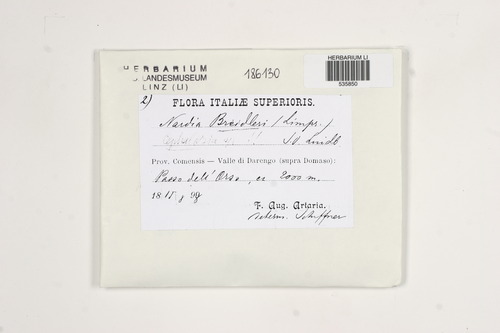 HERBARIUM
LANDESMUSEUM
LINZ (LI)
186130
HERBARIUM LI
535850
2)
FLORA ITALIÆ SUPERIORIS.
Nardia Breidleri (Limpr.)
Lindb
Prov. Comensis — Valle di Darengo (supra Domaso):
Passo dell'Orso, ca 2000 m.
F. Aug. Artaria.
determ. Schiffner